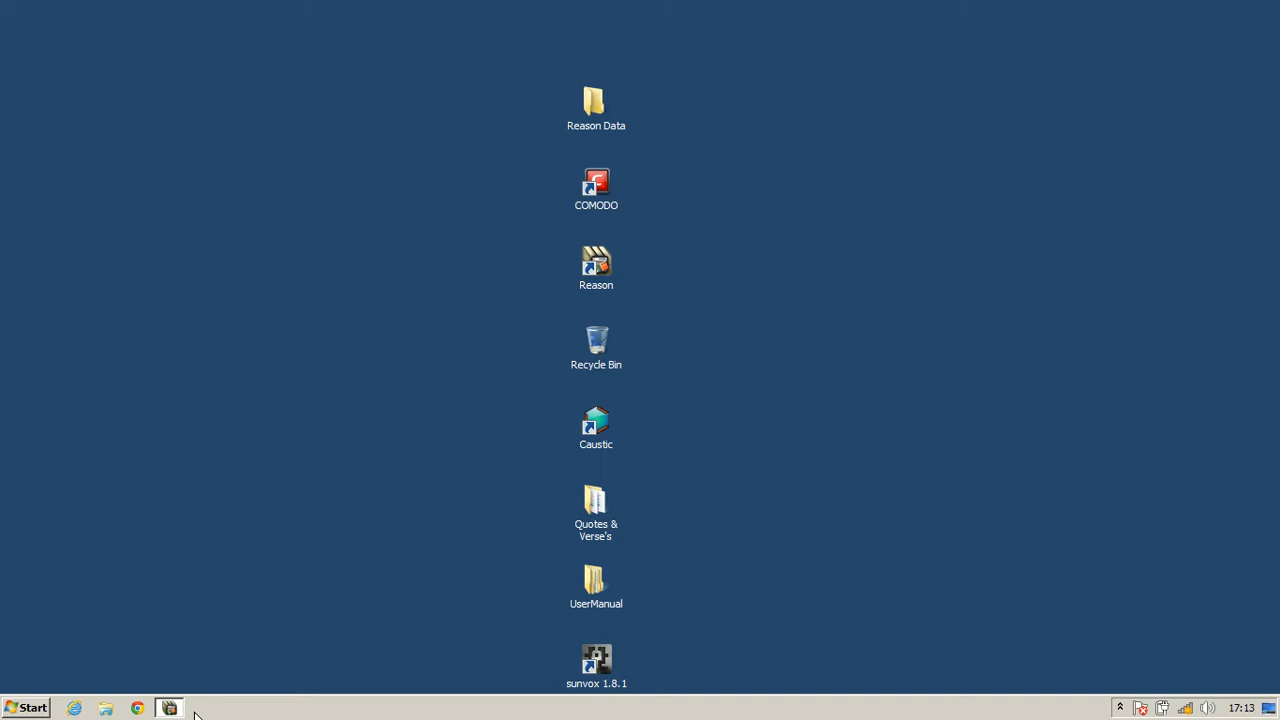 Reason Data
COMODO
Reason
Recycle Bin
Caustic
Quotes &
Verse's
UserManual
sunvox 1.8.1
Start
17:13